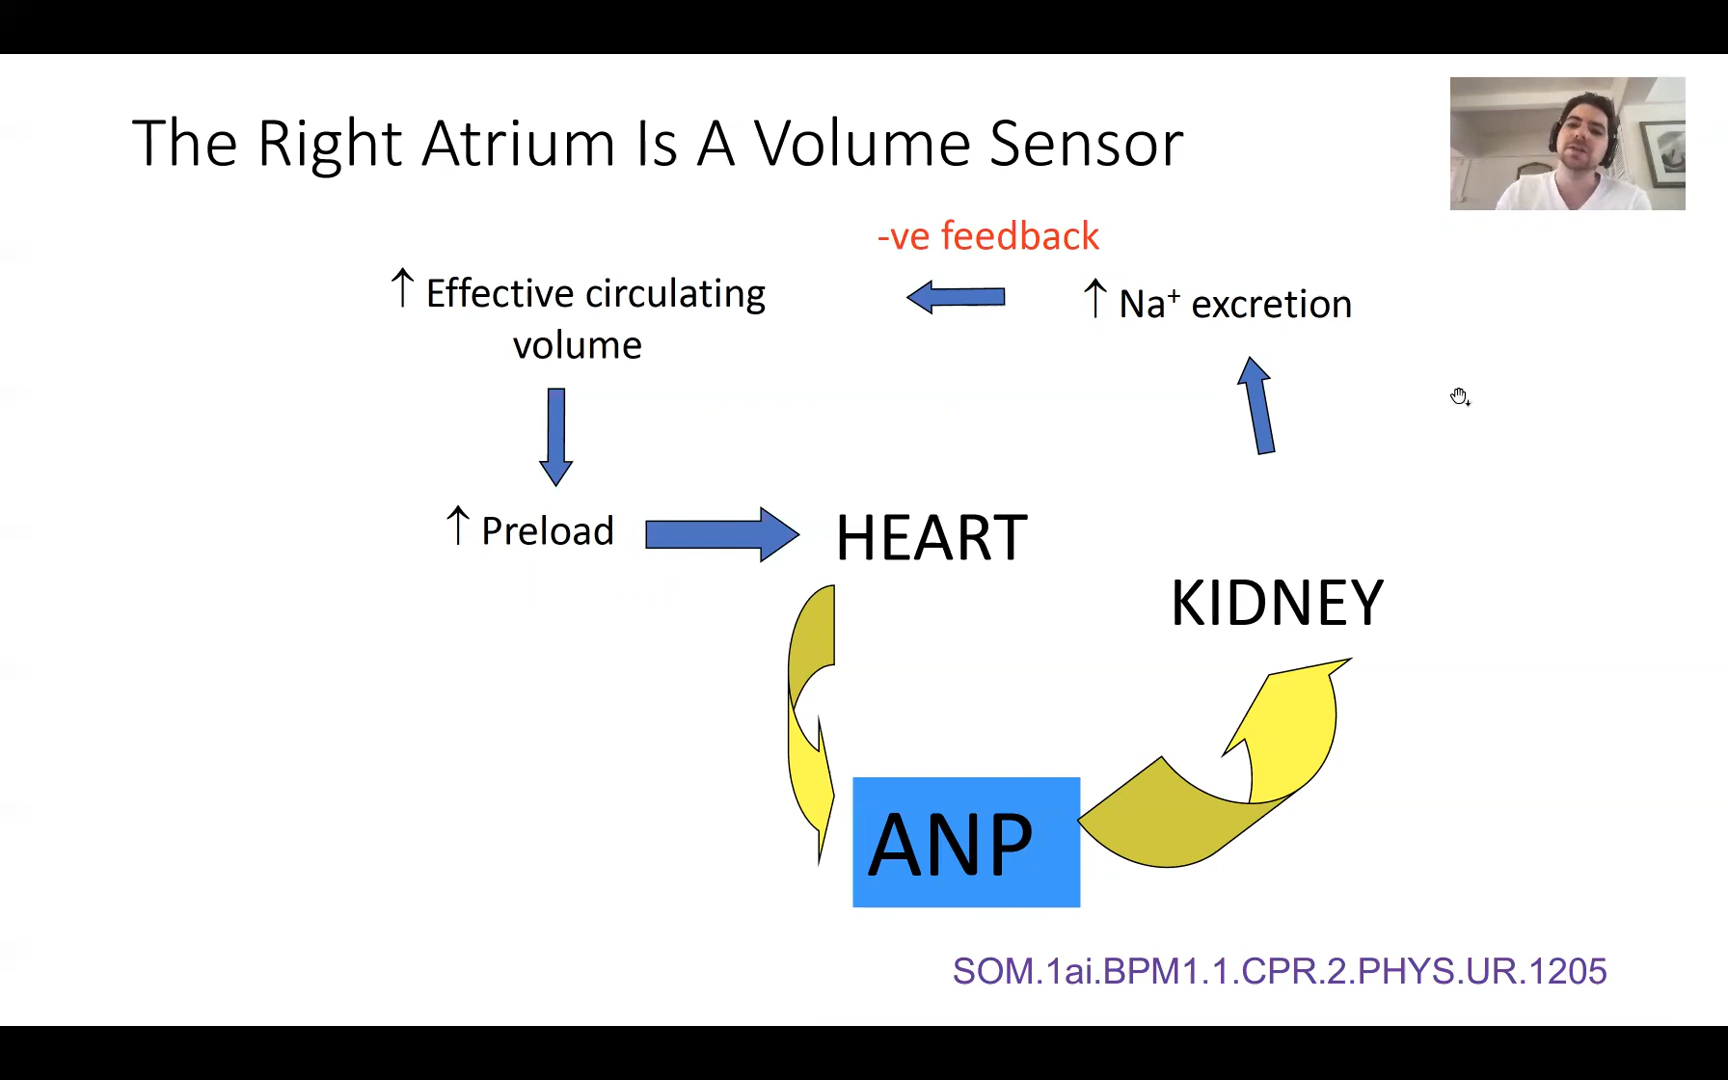 The Right Atrium Is A Volume Sensor
-ve feedback
↑ Effective circulating
volume
↑ Na⁺ excretion
↑ Preload
HEART
KIDNEY
ANP
SOM.1ai.BPM1.1.CPR.2.PHYS.UR.1205